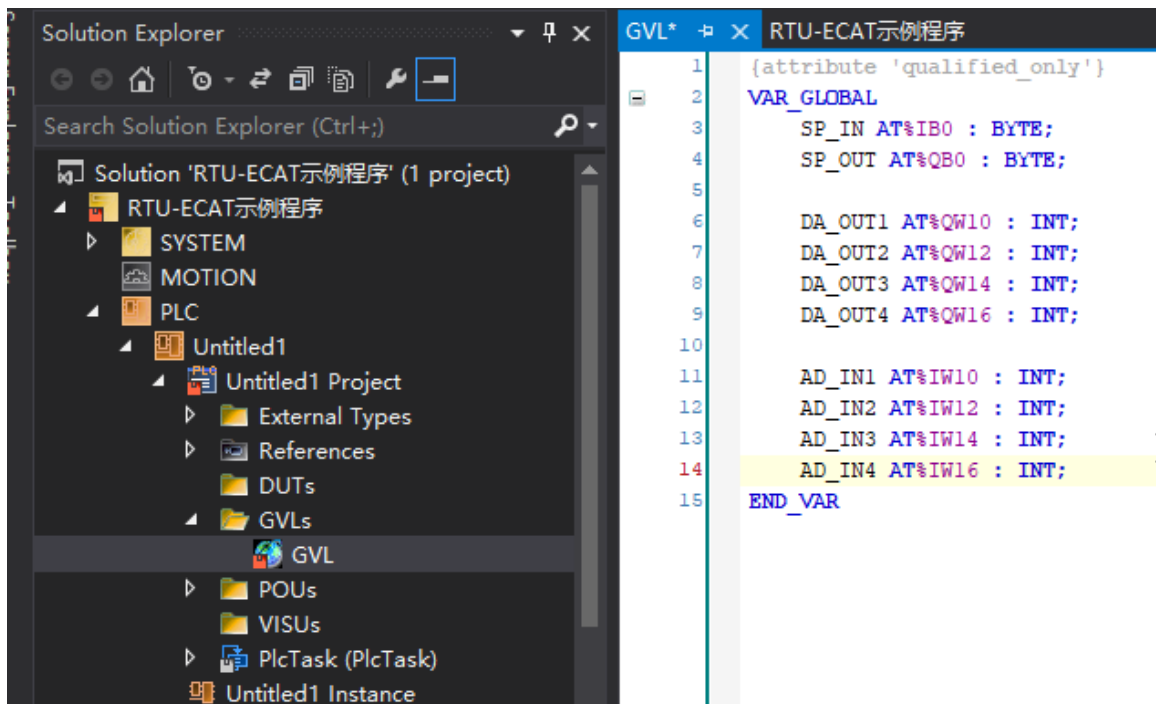 Solution Explorer
Search Solution Explorer (Ctrl+;)
Solution 'RTU-ECAT示例程序' (1 project)
RTU-ECAT示例程序
SYSTEM
MOTION
PLC
Untitled1
Untitled1 Project
External Types
References
DUTs
GVLs
GVL
POUs
VISUs
PlcTask (PlcTask)
Untitled1 Instance
GVL*
RTU-ECAT示例程序
1 {attribute 'qualified_only'}
2 VAR_GLOBAL
3 SP_IN AT%IB0 : BYTE;
4 SP_OUT AT%QB0 : BYTE;
5
6 DA_OUT1 AT%QW10 : INT;
7 DA_OUT2 AT%QW12 : INT;
8 DA_OUT3 AT%QW14 : INT;
9 DA_OUT4 AT%QW16 : INT;
10
11 AD_IN1 AT%IW10 : INT;
12 AD_IN2 AT%IW12 : INT;
13 AD_IN3 AT%IW14 : INT;
14 AD_IN4 AT%IW16 : INT;
15 END_VAR